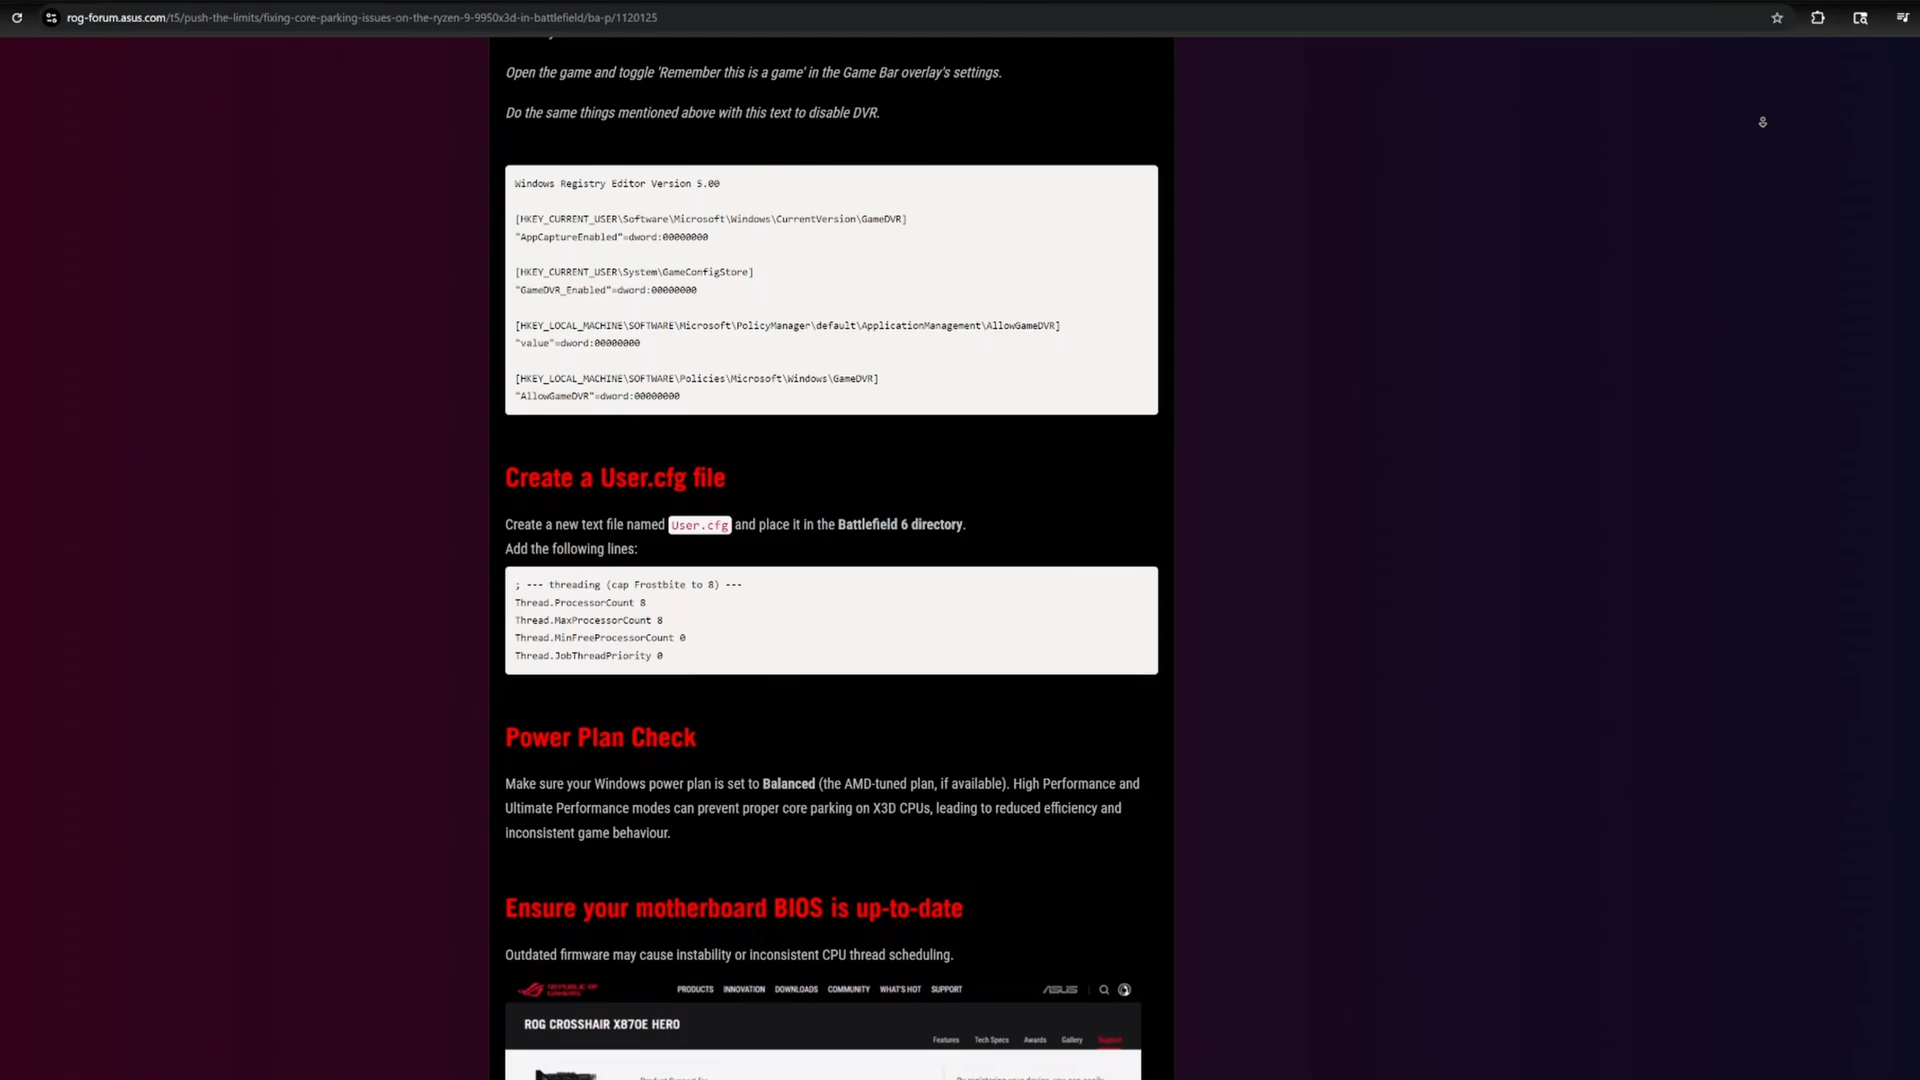 rog-forum.asus.com/t5/push-the-limits/fixing-core-parking-issues-on-the-ryzen-9-9950x3d-in-battlefield/ba-p/1120125
Open the game and toggle 'Remember this is a game' in the Game Bar overlay's settings.
Do the same things mentioned above with this text to disable DVR.
Windows Registry Editor Version 5.00
[HKEY_CURRENT_USER\Software\Microsoft\Windows\CurrentVersion\GameDVR]
"AppCaptureEnabled"=dword:00000000
[HKEY_CURRENT_USER\System\GameConfigStore]
"GameDVR_Enabled"=dword:00000000
[HKEY_LOCAL_MACHINE\SOFTWARE\Microsoft\PolicyManager\default\ApplicationManagement\AllowGameDVR]
"value"=dword:00000000
[HKEY_LOCAL_MACHINE\SOFTWARE\Policies\Microsoft\Windows\GameDVR]
"AllowGameDVR"=dword:00000000
Create a User.cfg file
Create a new text file named User.cfg and place it in the Battlefield 6 directory.
Add the following lines:
; --- threading (cap Frostbite to 8) ---
Thread.ProcessorCount 8
Thread.MaxProcessorCount 8
Thread.MinFreeProcessorCount 0
Thread.JobThreadPriority 0
Power Plan Check
Make sure your Windows power plan is set to Balanced (the AMD-tuned plan, if available). High Performance and
Ultimate Performance modes can prevent proper core parking on X3D CPUs, leading to reduced efficiency and
inconsistent game behaviour.
Ensure your motherboard BIOS is up-to-date
Outdated firmware may cause instability or inconsistent CPU thread scheduling.
REPUBLIC OF GAMERS PRODUCTS INNOVATION DOWNLOADS COMMUNITY WHAT'S HOT SUPPORT ASUS
ROG CROSSHAIR X870E HERO
Features Tech Specs Awards Gallery Support